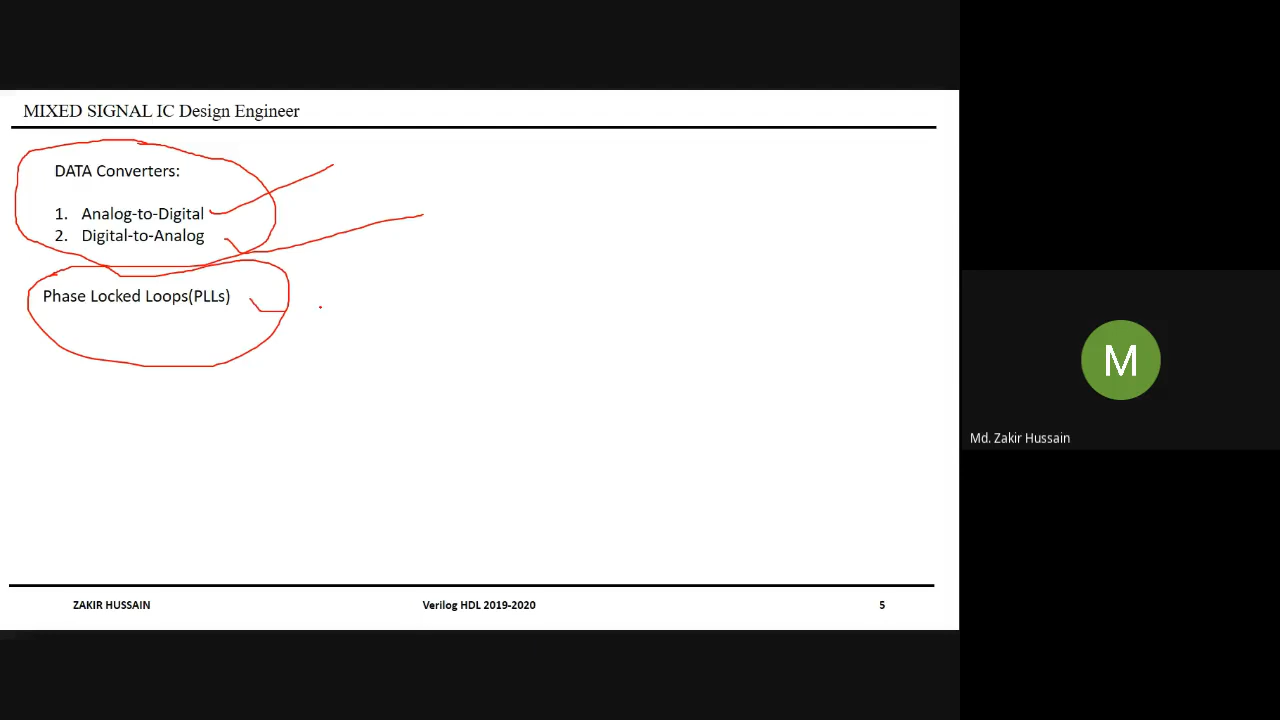 MIXED SIGNAL IC Design Engineer
DATA Converters:
1. Analog-to-Digital
2. Digital-to-Analog
Phase Locked Loops(PLLs)
ZAKIR HUSSAIN
Verilog HDL 2019-2020
5
M
Md. Zakir Hussain